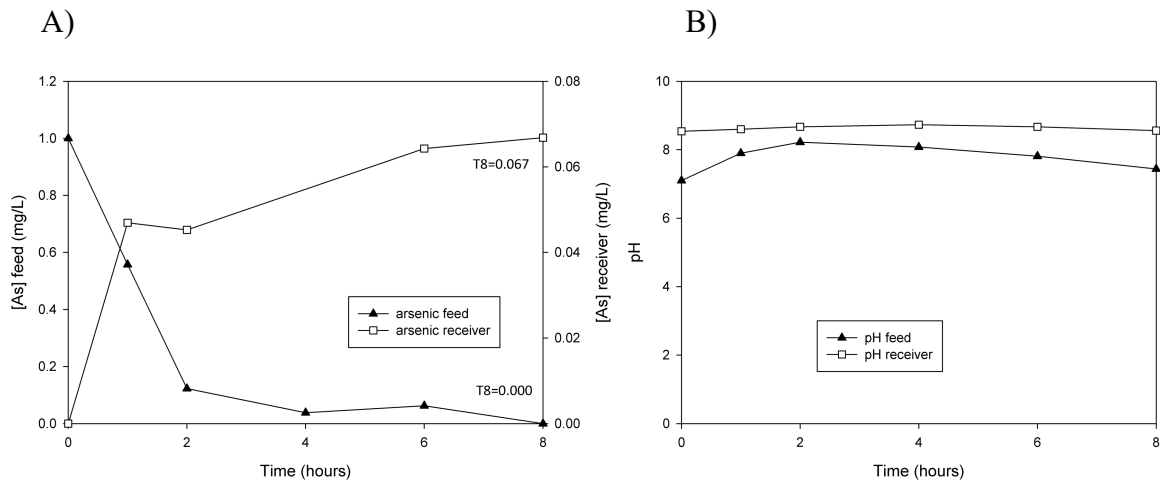 A)
B)
1.2
1.0
0.8
0.6
0.4
0.2
0.0
[As] feed (mg/L)
0.08
0.06
0.04
0.02
0.00
[As] receiver (mg/L)
T8=0.067
T8=0.000
arsenic feed
arsenic receiver
0 2 4 6 8
Time (hours)
10
8
6
4
2
0
pH
pH feed
pH receiver
0 2 4 6 8
Time (hours)